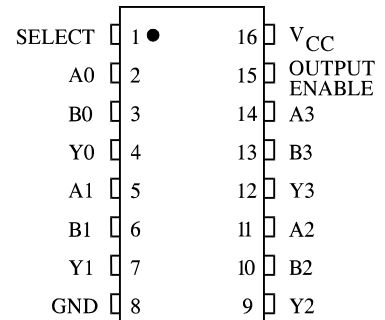 SELECT 1 16 VCC
A0 2 15 OUTPUT ENABLE
B0 3 14 A3
Y0 4 13 B3
A1 5 12 Y3
B1 6 11 A2
Y1 7 10 B2
GND 8 9 Y2